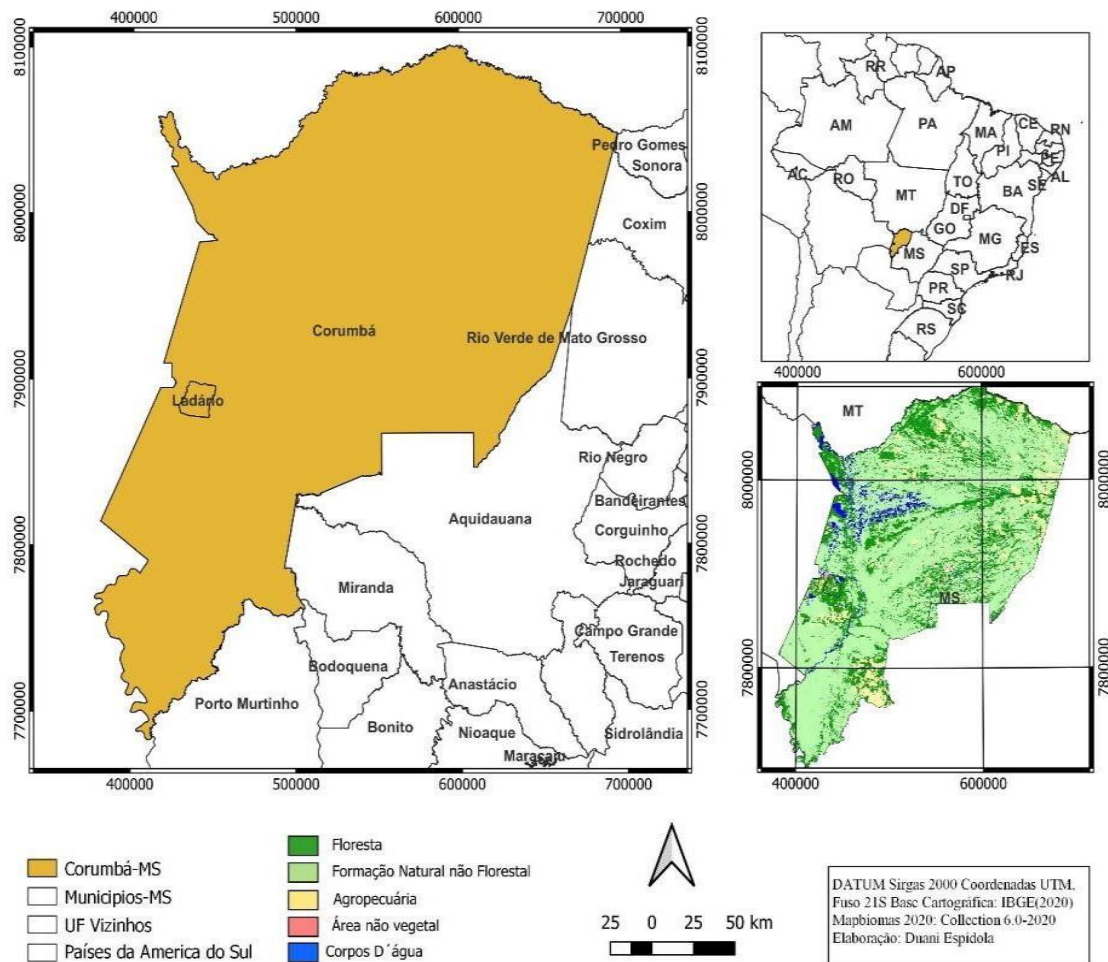 400000 500000 600000 700000
8100000
8000000
7900000
7800000
7700000
Pedro Gomes
Sonora
Coxim
Corumbá
Rio Verde de Mato Grosso
Ladário
Rio Negro
Bandeirantes
Aquidauana
Corguinho
Rochedo
Jaraguari
Miranda
Campo Grande
Terenos
Bodoquena
Anastácio
Porto Murtinho
Bonito
Nioaque
Sidrolândia
Maracaju
8100000
8000000
7900000
7800000
7700000
400000 500000 600000 700000
RR AP
AM PA MA CE RN
PI PE
AC RO TO AL
MT BA SE
DF
GO MG
MS ES
SP RJ
PR
SC
RS
400000 600000
MT
8000000 8000000
MS
7800000 7800000
400000 600000
Corumbá-MS
Municipios-MS
UF Vizinhos
Países da America do Sul
Floresta
Formação Natural não Florestal
Agropecuária
Área não vegetal
Corpos D´água
25 0 25 50 km
DATUM Sirgas 2000 Coordenadas UTM,
Fuso 21S Base Cartográfica: IBGE(2020)
Mapbiomas 2020: Collection 6.0-2020
Elaboração: Duani Espidola